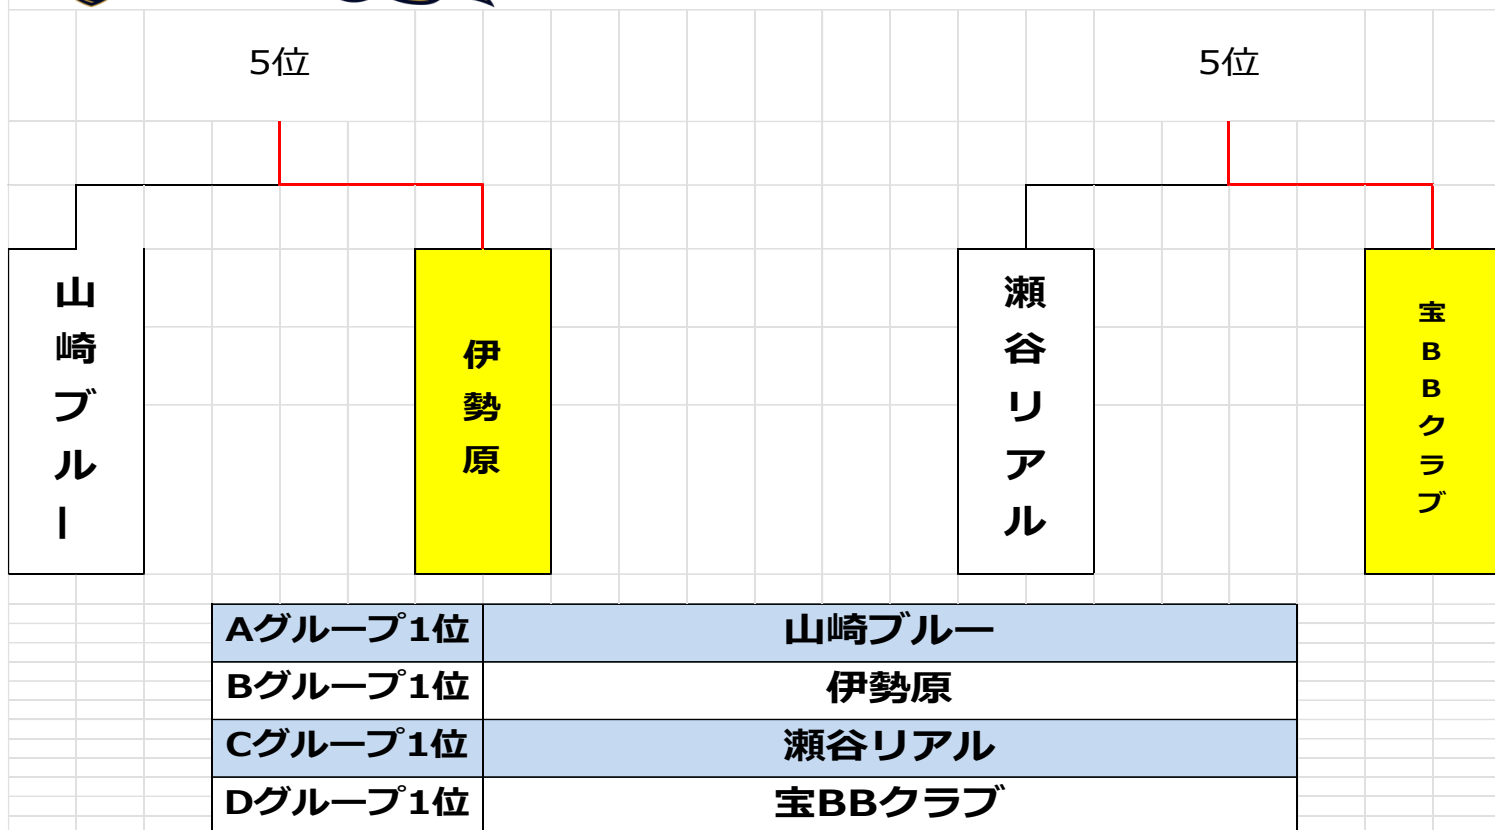 5位
5位
山崎ブルー
伊勢原
瀬谷リアル
宝BBクラブ
Aグループ1位 山崎ブルー
Bグループ1位 伊勢原
Cグループ1位 瀬谷リアル
Dグループ1位 宝BBクラブ